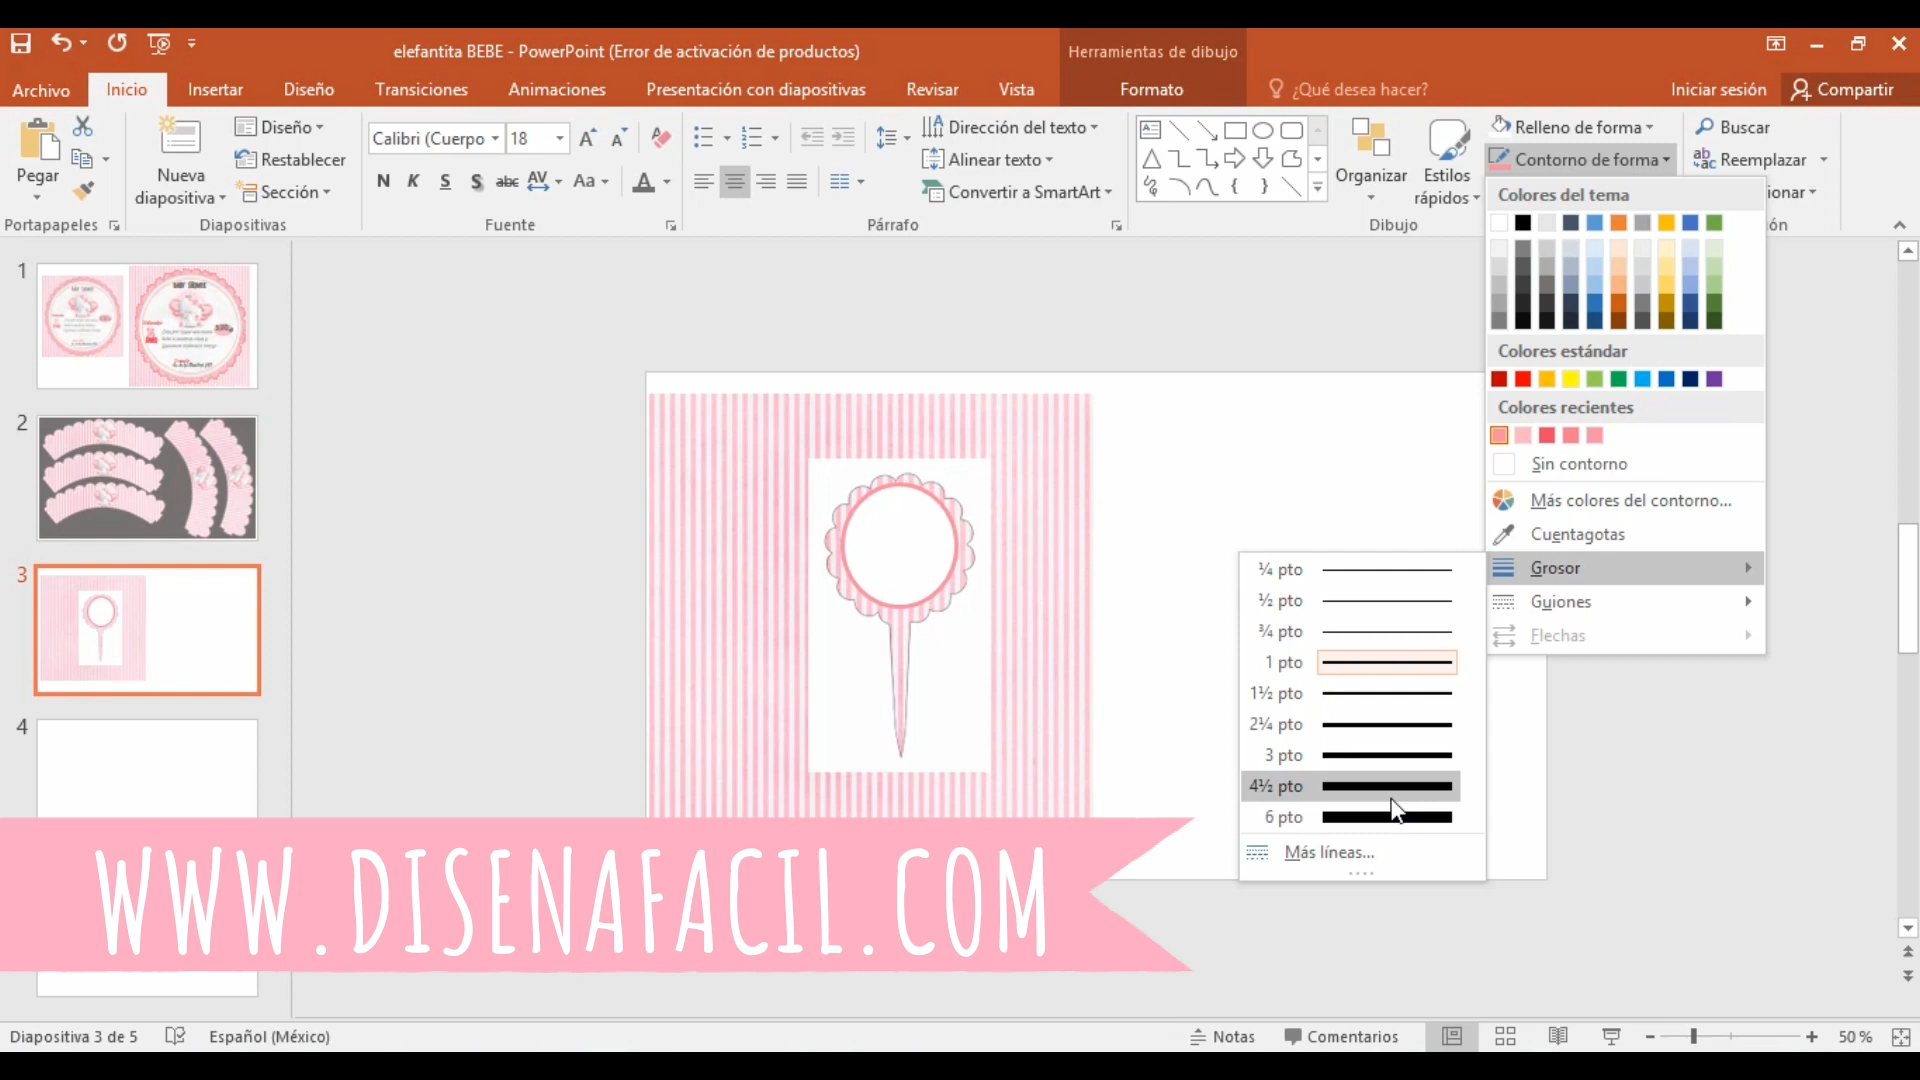 elefantita BEBE - PowerPoint (Error de activación de productos)
Herramientas de dibujo
Archivo Inicio Insertar Diseño Transiciones Animaciones Presentación con diapositivas Revisar Vista Formato ¿Qué desea hacer? Iniciar sesión Compartir
Pegar
Portapapeles
Nueva
diapositiva
Diseño
Restablecer
Sección
Diapositivas
Calibri (Cuerpo 18
N K S S abc AV Aa A
Fuente
Dirección del texto
Alinear texto
Convertir a SmartArt
Párrafo
Organizar
Estilos
rápidos
Dibujo
Relleno de forma
Contorno de forma
Buscar
Reemplazar
ionar
ón
Colores del tema
Colores estándar
Colores recientes
Sin contorno
Más colores del contorno...
Cuentagotas
Grosor
Guiones
Flechas
¼ pto
½ pto
¾ pto
1 pto
1½ pto
2¼ pto
3 pto
4½ pto
6 pto
Más líneas...
1
2
3
4
WWW.DISENAFACIL.COM
Diapositiva 3 de 5 Español (México) Notas Comentarios 50 %